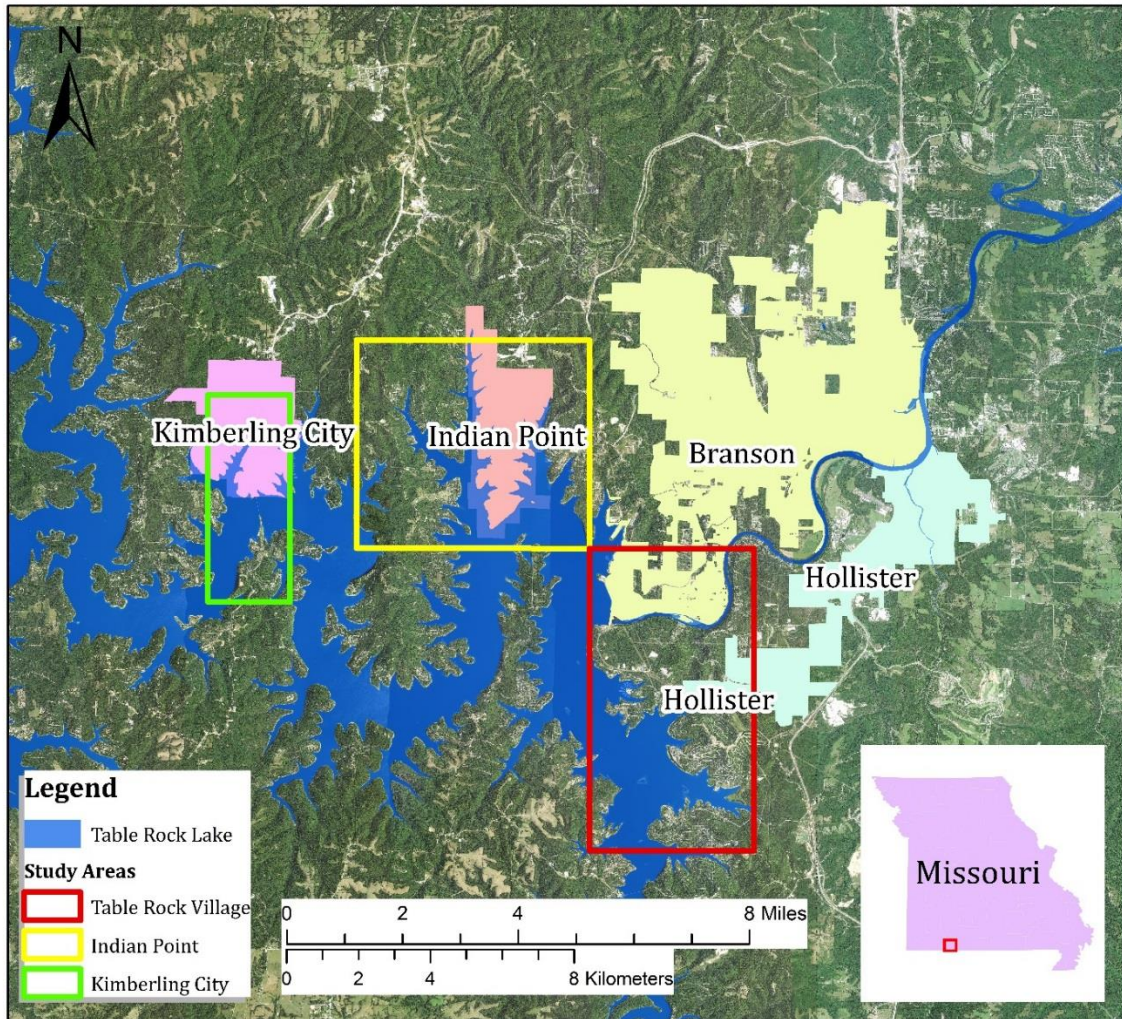 N
Kimberling City
Indian Point
Branson
Hollister
Hollister
Legend
Table Rock Lake
Study Areas
Table Rock Village
Indian Point
Kimberling City
0 2 4 8 Miles
0 2 4 8 Kilometers
Missouri